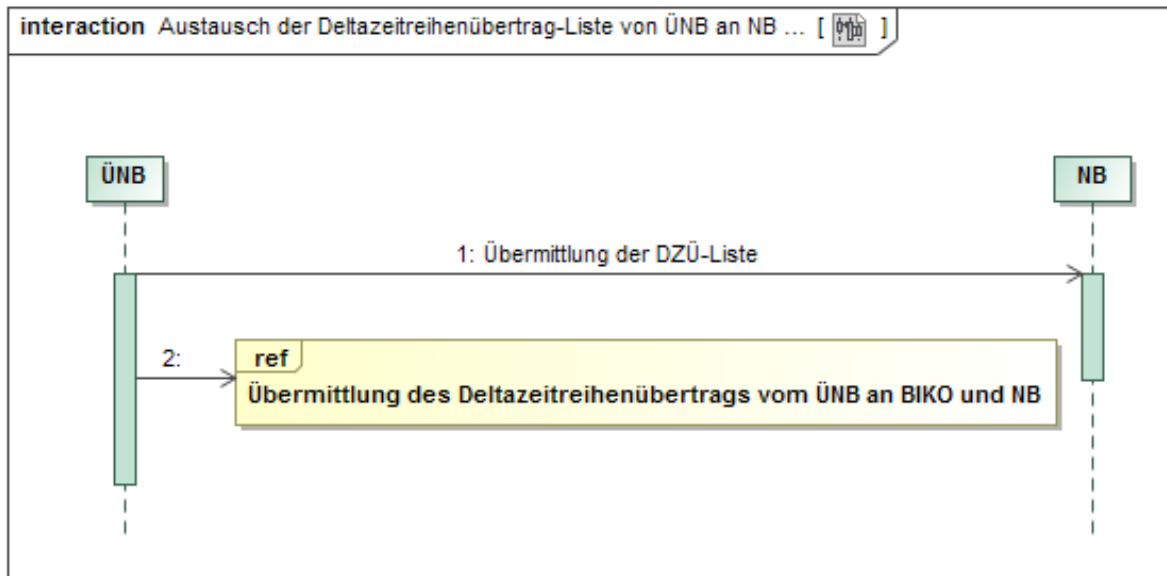 interaction Austausch der Deltazeitreihenübertrag-Liste von ÜNB an NB ... [ ]
ÜNB
NB
1: Übermittlung der DZÜ-Liste
2:
ref
Übermittlung des Deltazeitreihenübertrags vom ÜNB an BIKO und NB